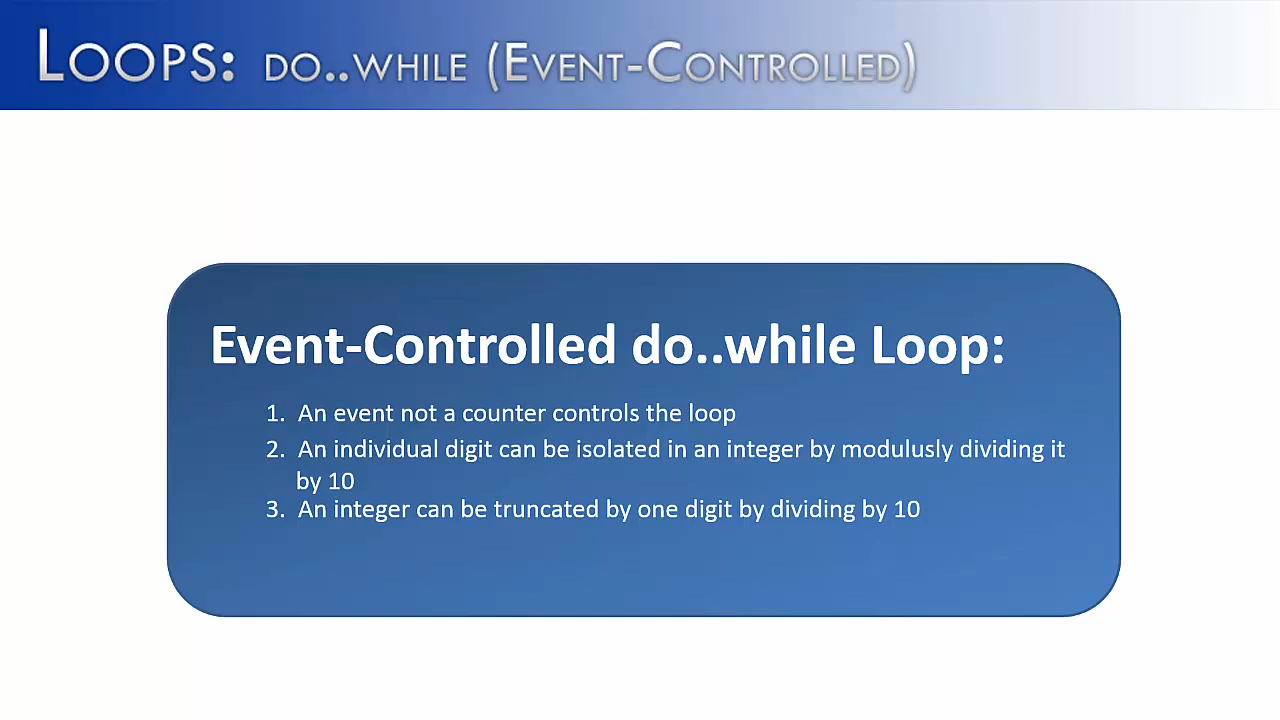 LOOPS: DO..WHILE (EVENT-CONTROLLED)
Event-Controlled do..while Loop:
1. An event not a counter controls the loop
2. An individual digit can be isolated in an integer by modulusly dividing it
by 10
3. An integer can be truncated by one digit by dividing by 10